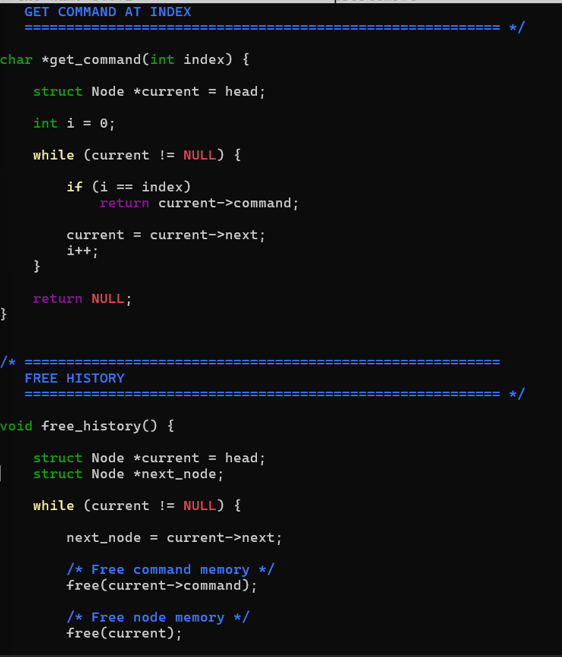 GET COMMAND AT INDEX
========================================================= */
char *get_command(int index) {
struct Node *current = head;
int i = 0;
while (current != NULL) {
if (i == index)
return current->command;
current = current->next;
i++;
}
return NULL;
}
/* =========================================================
FREE HISTORY
========================================================= */
void free_history() {
struct Node *current = head;
struct Node *next_node;
while (current != NULL) {
next_node = current->next;
/* Free command memory */
free(current->command);
/* Free node memory */
free(current);